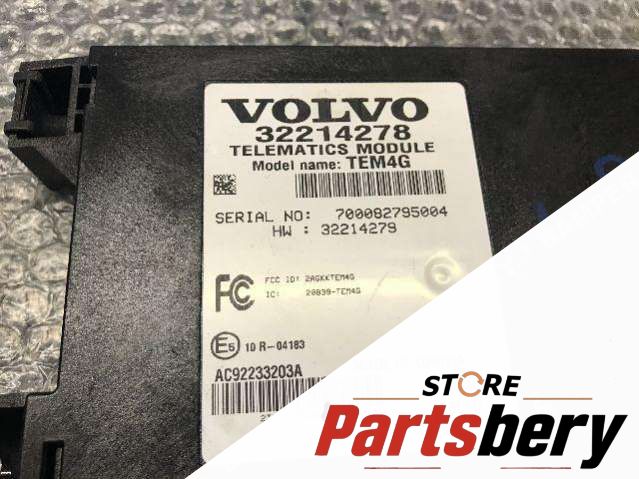 VOLVO
32214278
TELEMATICS MODULE
Model name: TEM4G
SERIAL NO: 700082795004
HW : 32214279
FC
FCC ID: 2AGKKTEM4G
IC: 20839-TEM4G
E5 10 R-04183
AC92233203A
STORE
Partsbery